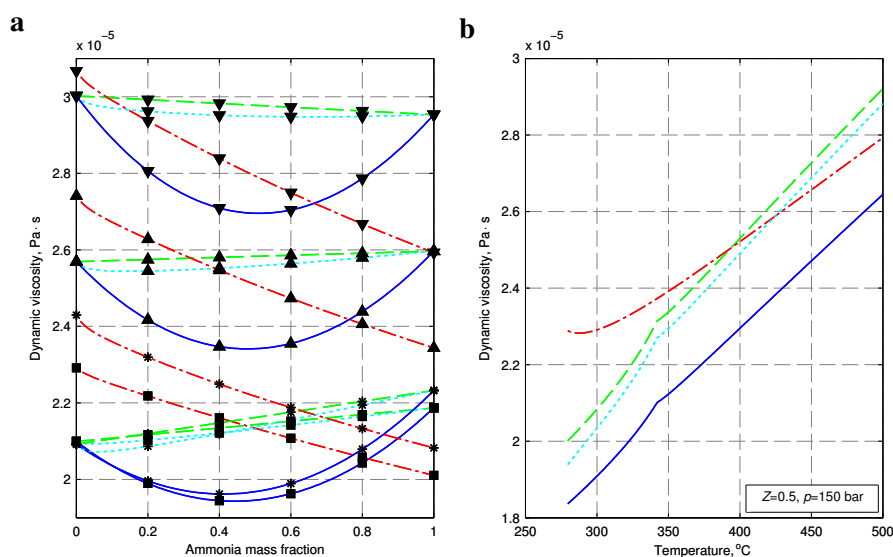 a
b
x 10⁻⁵
3
2.8
2.6
2.4
2.2
2
0
0.2
0.4
0.6
0.8
1
Dynamic viscosity, Pa· s
Ammonia mass fraction
x 10⁻⁵
3
2.8
2.6
2.4
2.2
2
1.8
250
300
350
400
450
500
Dynamic viscosity, Pa· s
Temperature, °C
Z=0.5, p=150 bar